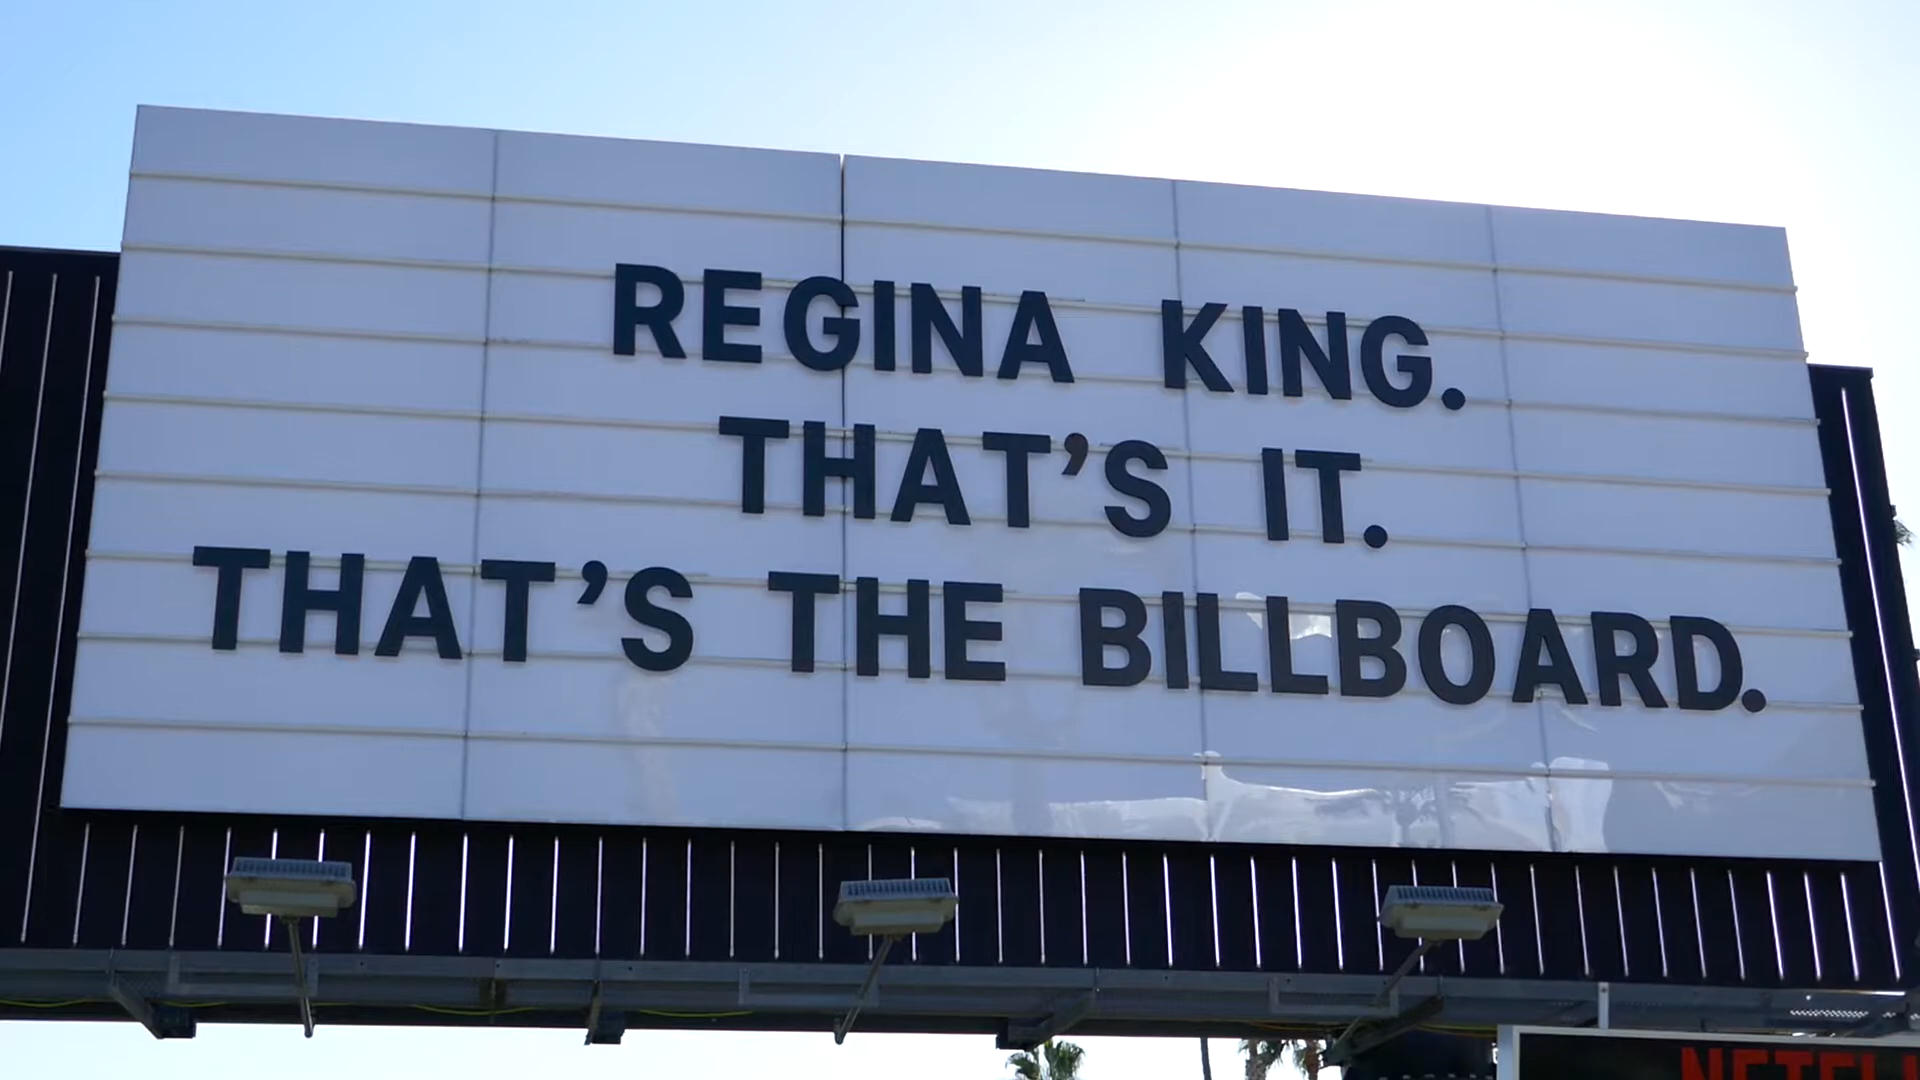 REGINA KING.
THAT’S IT.
THAT’S THE BILLBOARD.